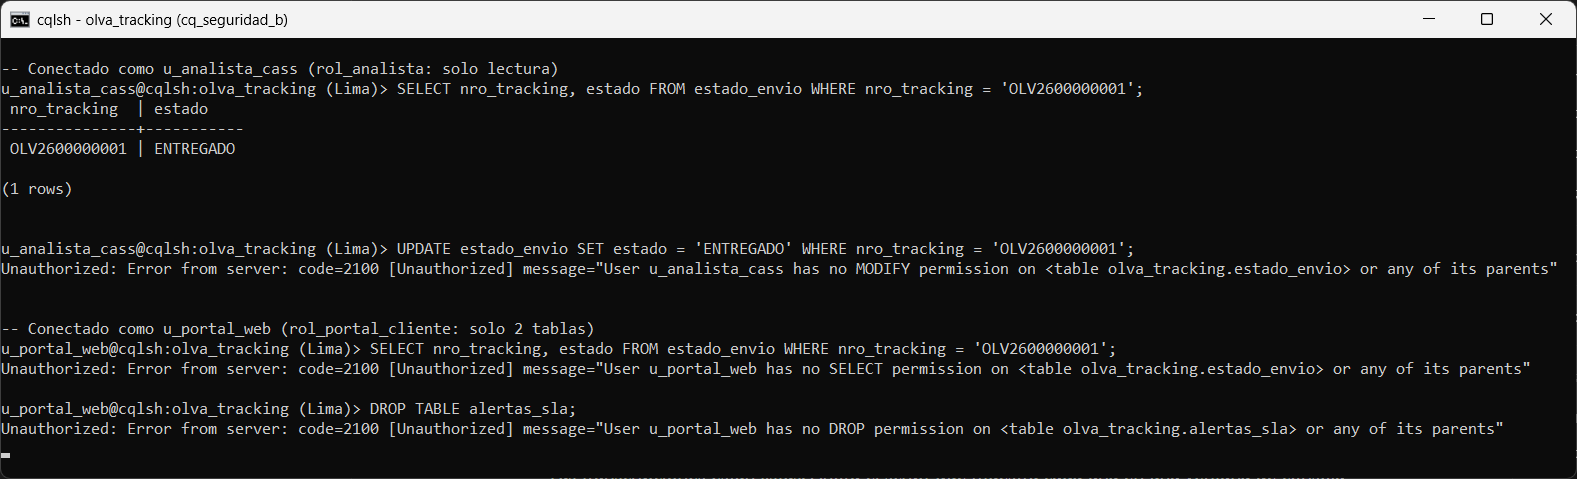 cqlsh - olva_tracking (cq_seguridad_b)
-- Conectado como u_analista_cass (rol_analista: solo lectura)
u_analista_cass@cqlsh:olva_tracking (Lima)> SELECT nro_tracking, estado FROM estado_envio WHERE nro_tracking = 'OLV2600000001';
 nro_tracking  | estado
---------------+-----------
 OLV2600000001 | ENTREGADO
(1 rows)
u_analista_cass@cqlsh:olva_tracking (Lima)> UPDATE estado_envio SET estado = 'ENTREGADO' WHERE nro_tracking = 'OLV2600000001';
Unauthorized: Error from server: code=2100 [Unauthorized] message="User u_analista_cass has no MODIFY permission on <table olva_tracking.estado_envio> or any of its parents"
-- Conectado como u_portal_web (rol_portal_cliente: solo 2 tablas)
u_portal_web@cqlsh:olva_tracking (Lima)> SELECT nro_tracking, estado FROM estado_envio WHERE nro_tracking = 'OLV2600000001';
Unauthorized: Error from server: code=2100 [Unauthorized] message="User u_portal_web has no SELECT permission on <table olva_tracking.estado_envio> or any of its parents"
u_portal_web@cqlsh:olva_tracking (Lima)> DROP TABLE alertas_sla;
Unauthorized: Error from server: code=2100 [Unauthorized] message="User u_portal_web has no DROP permission on <table olva_tracking.alertas_sla> or any of its parents"